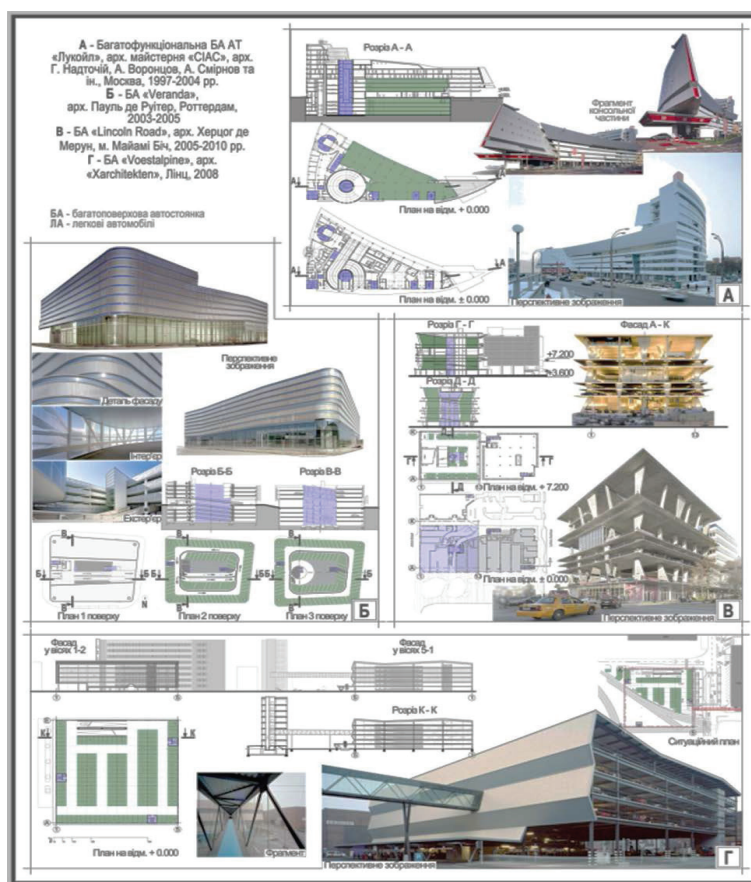 А - Багатофункціональна БА АТ
«Лукойл», арх. майстерня «СІАС», арх.
Г. Надточій, А. Воронцов, А. Смірнов та
ін., Москва, 1997-2004 рр.
Б - БА «Veranda»,
арх. Пауль де Руітер, Роттердам,
2003-2005
В - БА «Lincoln Road», арх. Херцог де
Мерун, м. Майамі Біч, 2005-2010 рр.
Г - БА «Voestalpine», арх.
«Xarchitekten», Лінц, 2008
БА - багатоповерхова автостоянка
ЛА - легкові автомобілі
Розріз А - А
Фрагмент
консольної
частини
А
План на відм. + 0.000
А
А
План на відм. ± 0.000
Перспективне зображення
А
Перспективне
зображення
Деталь фасаду
Інтер'єр
Екстер'єр
Розріз Б-Б
Розріз В-В
В
В
В
Б
Б
Б
Б
В
В
N
План 1 поверху
План 2 поверху
План 3 поверху
Б
Розріз Г - Г
Фасад А - К
+7.200
+3.600
Розріз Д - Д
Г
Г
Д
План на відм. + 7.200
План на відм. ± 0.000
Перспективне зображення
В
Фасад
у вісях 1-2
Фасад
у вісях 5-1
Розріз К - К
К
К
Ситуаційний план
План на відм. + 0.000
Фрагмент
Перспективне зображення
Г